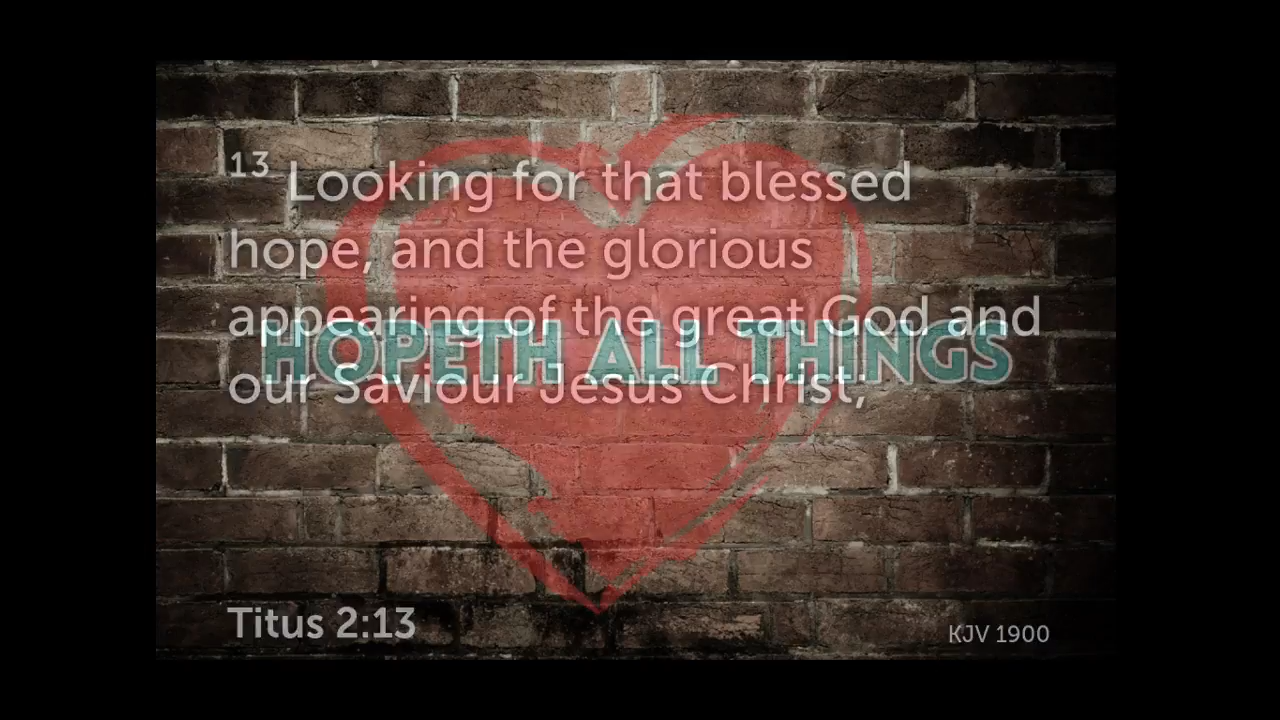 13 Looking for that blessed
hope, and the glorious
appearing of the great God and
HOPETH ALL THINGS
our Saviour Jesus Christ;
Titus 2:13
KJV 1900